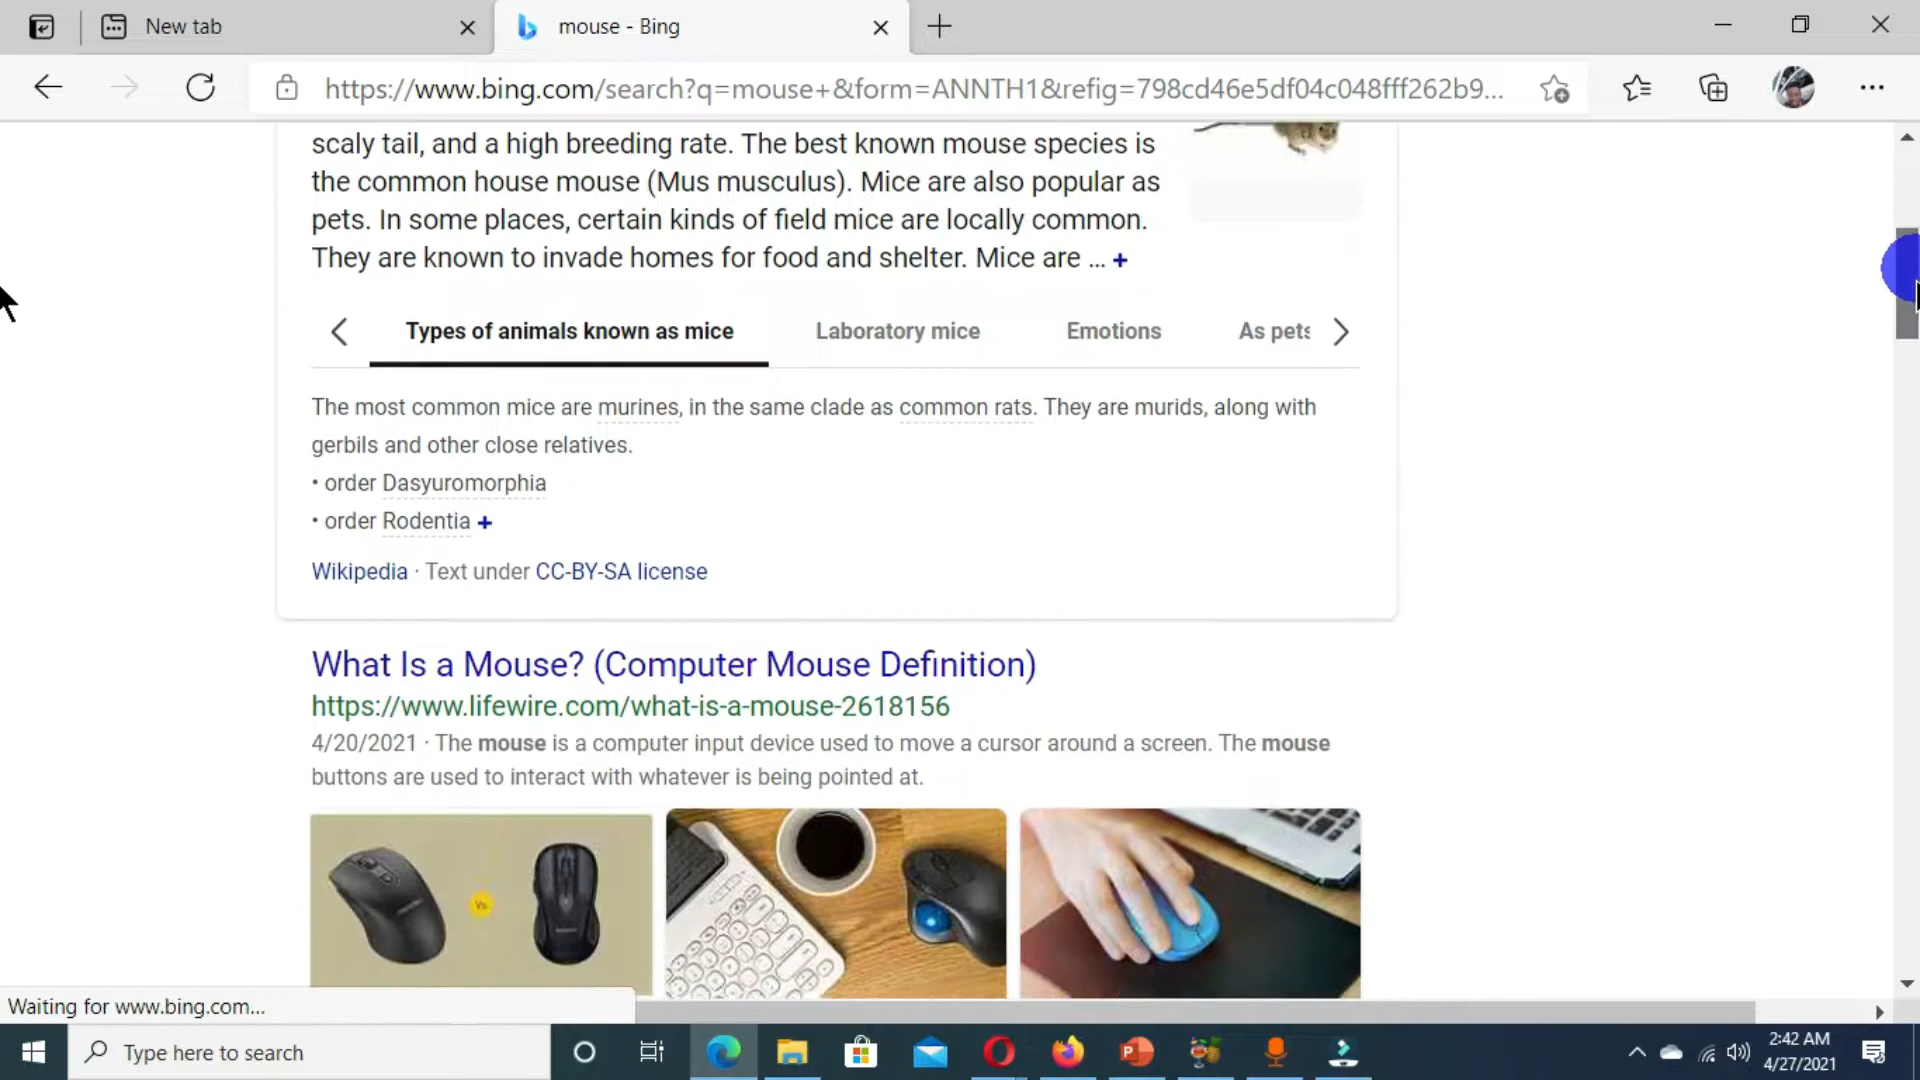 New tab
mouse - Bing
https://www.bing.com/search?q=mouse+&form=ANNTH1&refig=798cd46e5df04c048fff262b9...
scaly tail, and a high breeding rate. The best known mouse species is
the common house mouse (Mus musculus). Mice are also popular as
pets. In some places, certain kinds of field mice are locally common.
They are known to invade homes for food and shelter. Mice are ... +
Types of animals known as mice Laboratory mice Emotions As pets
The most common mice are murines, in the same clade as common rats. They are murids, along with
gerbils and other close relatives.
• order Dasyuromorphia
• order Rodentia +
Wikipedia · Text under CC-BY-SA license
What Is a Mouse? (Computer Mouse Definition)
https://www.lifewire.com/what-is-a-mouse-2618156
4/20/2021 · The mouse is a computer input device used to move a cursor around a screen. The mouse
buttons are used to interact with whatever is being pointed at.
Vs
Waiting for www.bing.com...
Type here to search
2:42 AM
4/27/2021